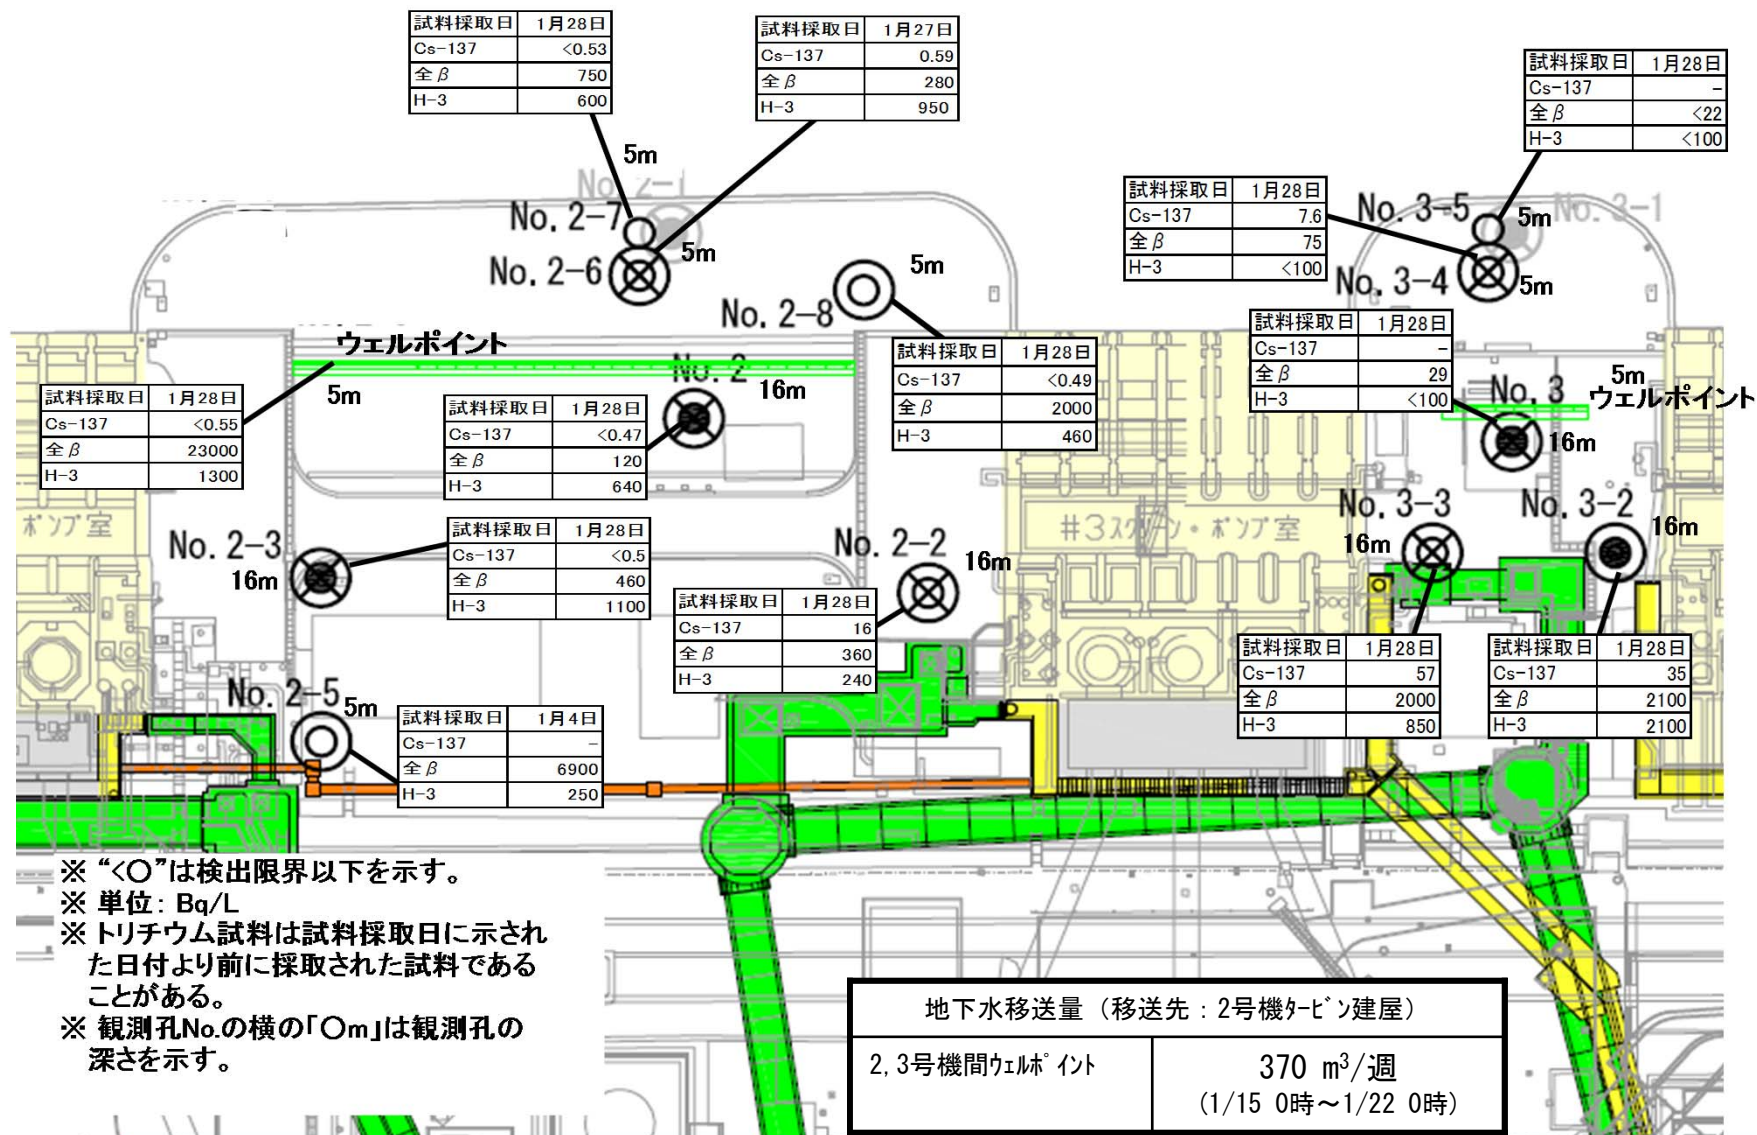 試料採取日 1月28日
Cs-137 <0.53
全β 750
H-3 600
試料採取日 1月27日
Cs-137 0.59
全β 280
H-3 950
試料採取日 1月28日
Cs-137 -
全β <22
H-3 <100
5m
No. 2-1
No. 2-7
No. 2-6
5m
5m
No. 2-8
試料採取日 1月28日
Cs-137 7.6
全β 75
H-3 <100
No. 3-5
5m
No. 3-1
No. 3-4
5m
ウェルポイント
5m
試料採取日 1月28日
Cs-137 <0.55
全β 23000
H-3 1300
No. 2
16m
試料採取日 1月28日
Cs-137 <0.47
全β 120
H-3 640
試料採取日 1月28日
Cs-137 <0.49
全β 2000
H-3 460
試料採取日 1月28日
Cs-137 -
全β 29
H-3 <100
No. 3
5m
ウェルポイント
16m
ポンプ室
No. 2-3
16m
試料採取日 1月28日
Cs-137 <0.5
全β 460
H-3 1100
No. 2-2
16m
#3スクリーン・ポンプ室
No. 3-3
16m
No. 3-2
16m
試料採取日 1月28日
Cs-137 16
全β 360
H-3 240
試料採取日 1月28日
Cs-137 57
全β 2000
H-3 850
試料採取日 1月28日
Cs-137 35
全β 2100
H-3 2100
No. 2-5
5m
試料採取日 1月4日
Cs-137 -
全β 6900
H-3 250
※ “<○”は検出限界以下を示す。
※ 単位: Bq/L
※ トリチウム試料は試料採取日に示され
た日付より前に採取された試料である
ことがある。
※ 観測孔No.の横の「○m」は観測孔の
深さを示す。
地下水移送量（移送先：2号機ﾀｰﾋﾞﾝ建屋）
2,3号機間ｳｪﾙﾎﾟｲﾝﾄ 370 m³/週
(1/15 0時～1/22 0時)